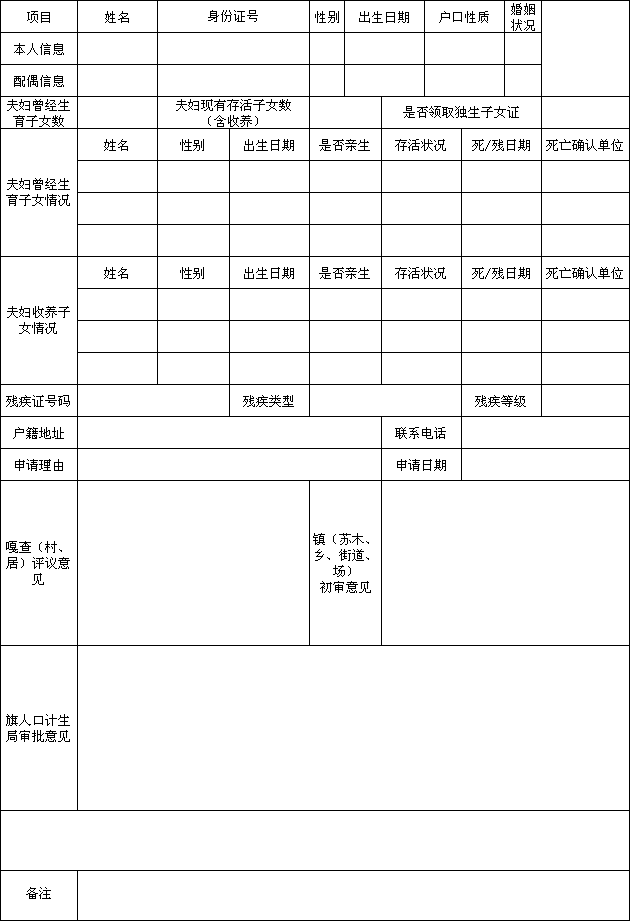 项目 姓名 身份证号 性别 出生日期 户口性质 婚姻
状况
本人信息
配偶信息
夫妇曾经生
育子女数
夫妇现有存活子女数
（含收养）
是否领取独生子女证
夫妇曾经生
育子女情况
姓名 性别 出生日期 是否亲生 存活状况 死/残日期 死亡确认单位
夫妇收养子
女情况
姓名 性别 出生日期 是否亲生 存活状况 死/残日期 死亡确认单位
残疾证号码 残疾类型 残疾等级
户籍地址 联系电话
申请理由 申请日期
嘎查（村、
居）评议意
见
镇（苏木、
乡、街道、
场）
初审意见
旗人口计生
局审批意见
备注